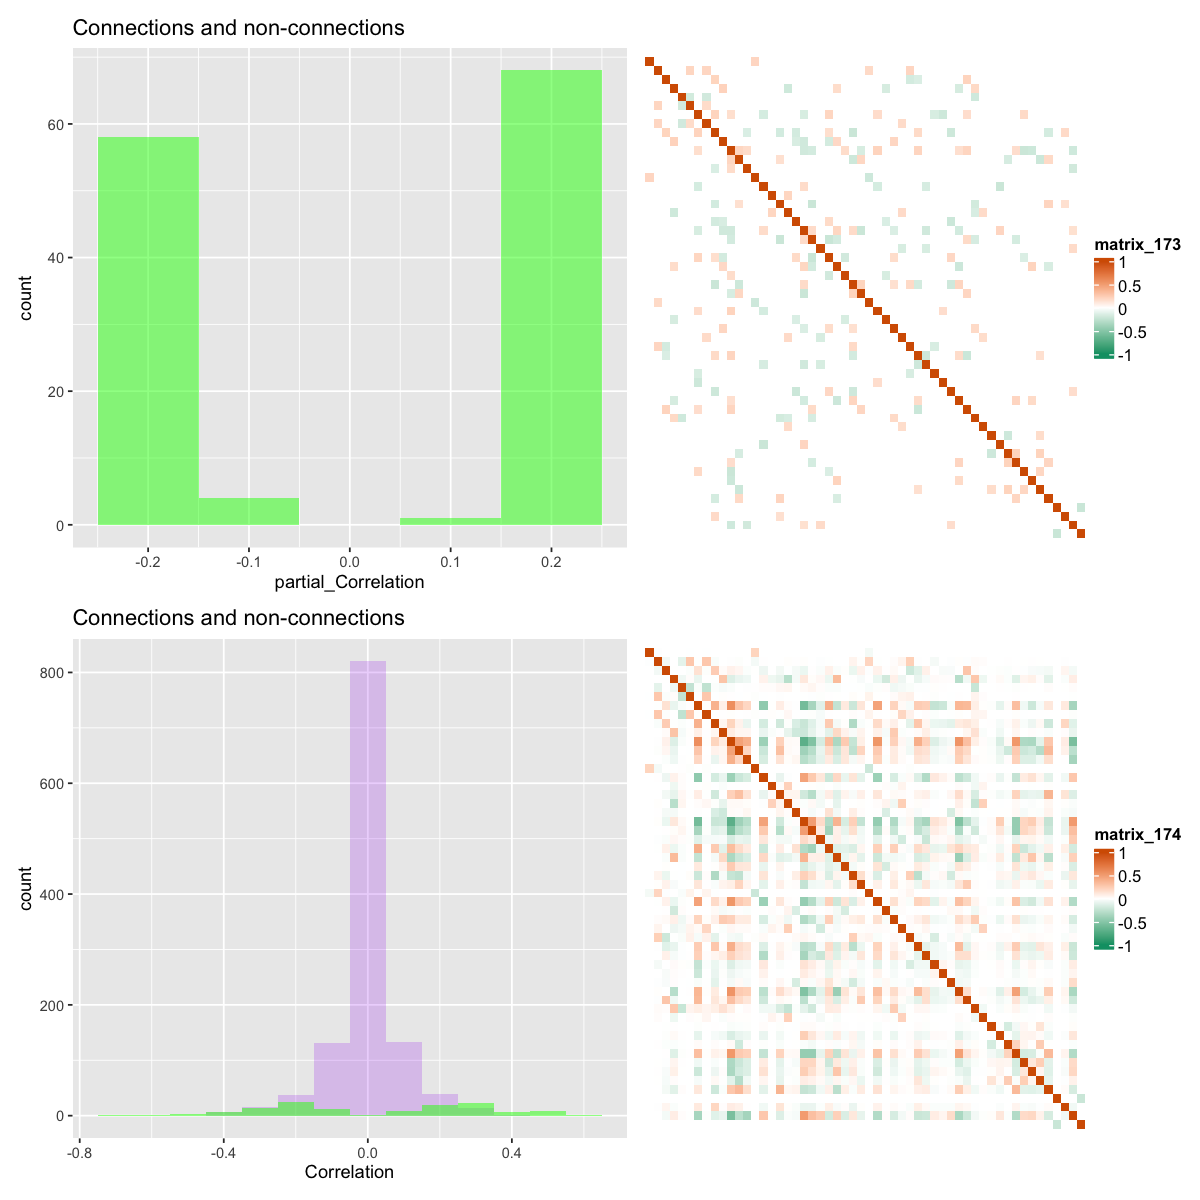 Connections and non-connections
60
40
20
0
count
-0.2 -0.1 0.0 0.1 0.2
partial_Correlation
matrix_173
1
0.5
0
-0.5
-1
Connections and non-connections
800
600
400
200
0
count
-0.8 -0.4 0.0 0.4
Correlation
matrix_174
1
0.5
0
-0.5
-1